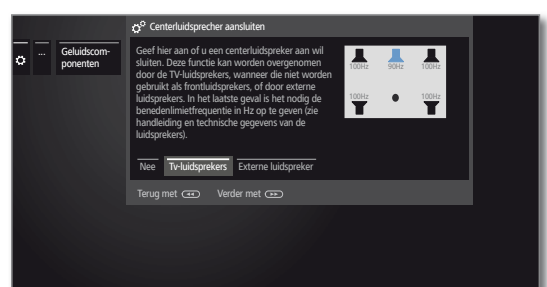 Centerluidsprecher aansluiten
...
Geluidscom-
ponenten
Geef hier aan of u een centerluidspreker aan wil
sluiten. Deze functie kan worden overgenomen
door de TV-luidsprekers, wanneer die niet worden
gebruikt als frontluidsprekers, of door externe
luidsprekers. In het laatste geval is het nodig de
benedenlimietfrequentie in Hz op te geven (zie
handleiding en technische gegevens van de
luidsprekers).
100Hz 90Hz 100Hz
100Hz 100Hz
Nee Tv-luidsprekers Externe luidspreker
Terug met Verder met